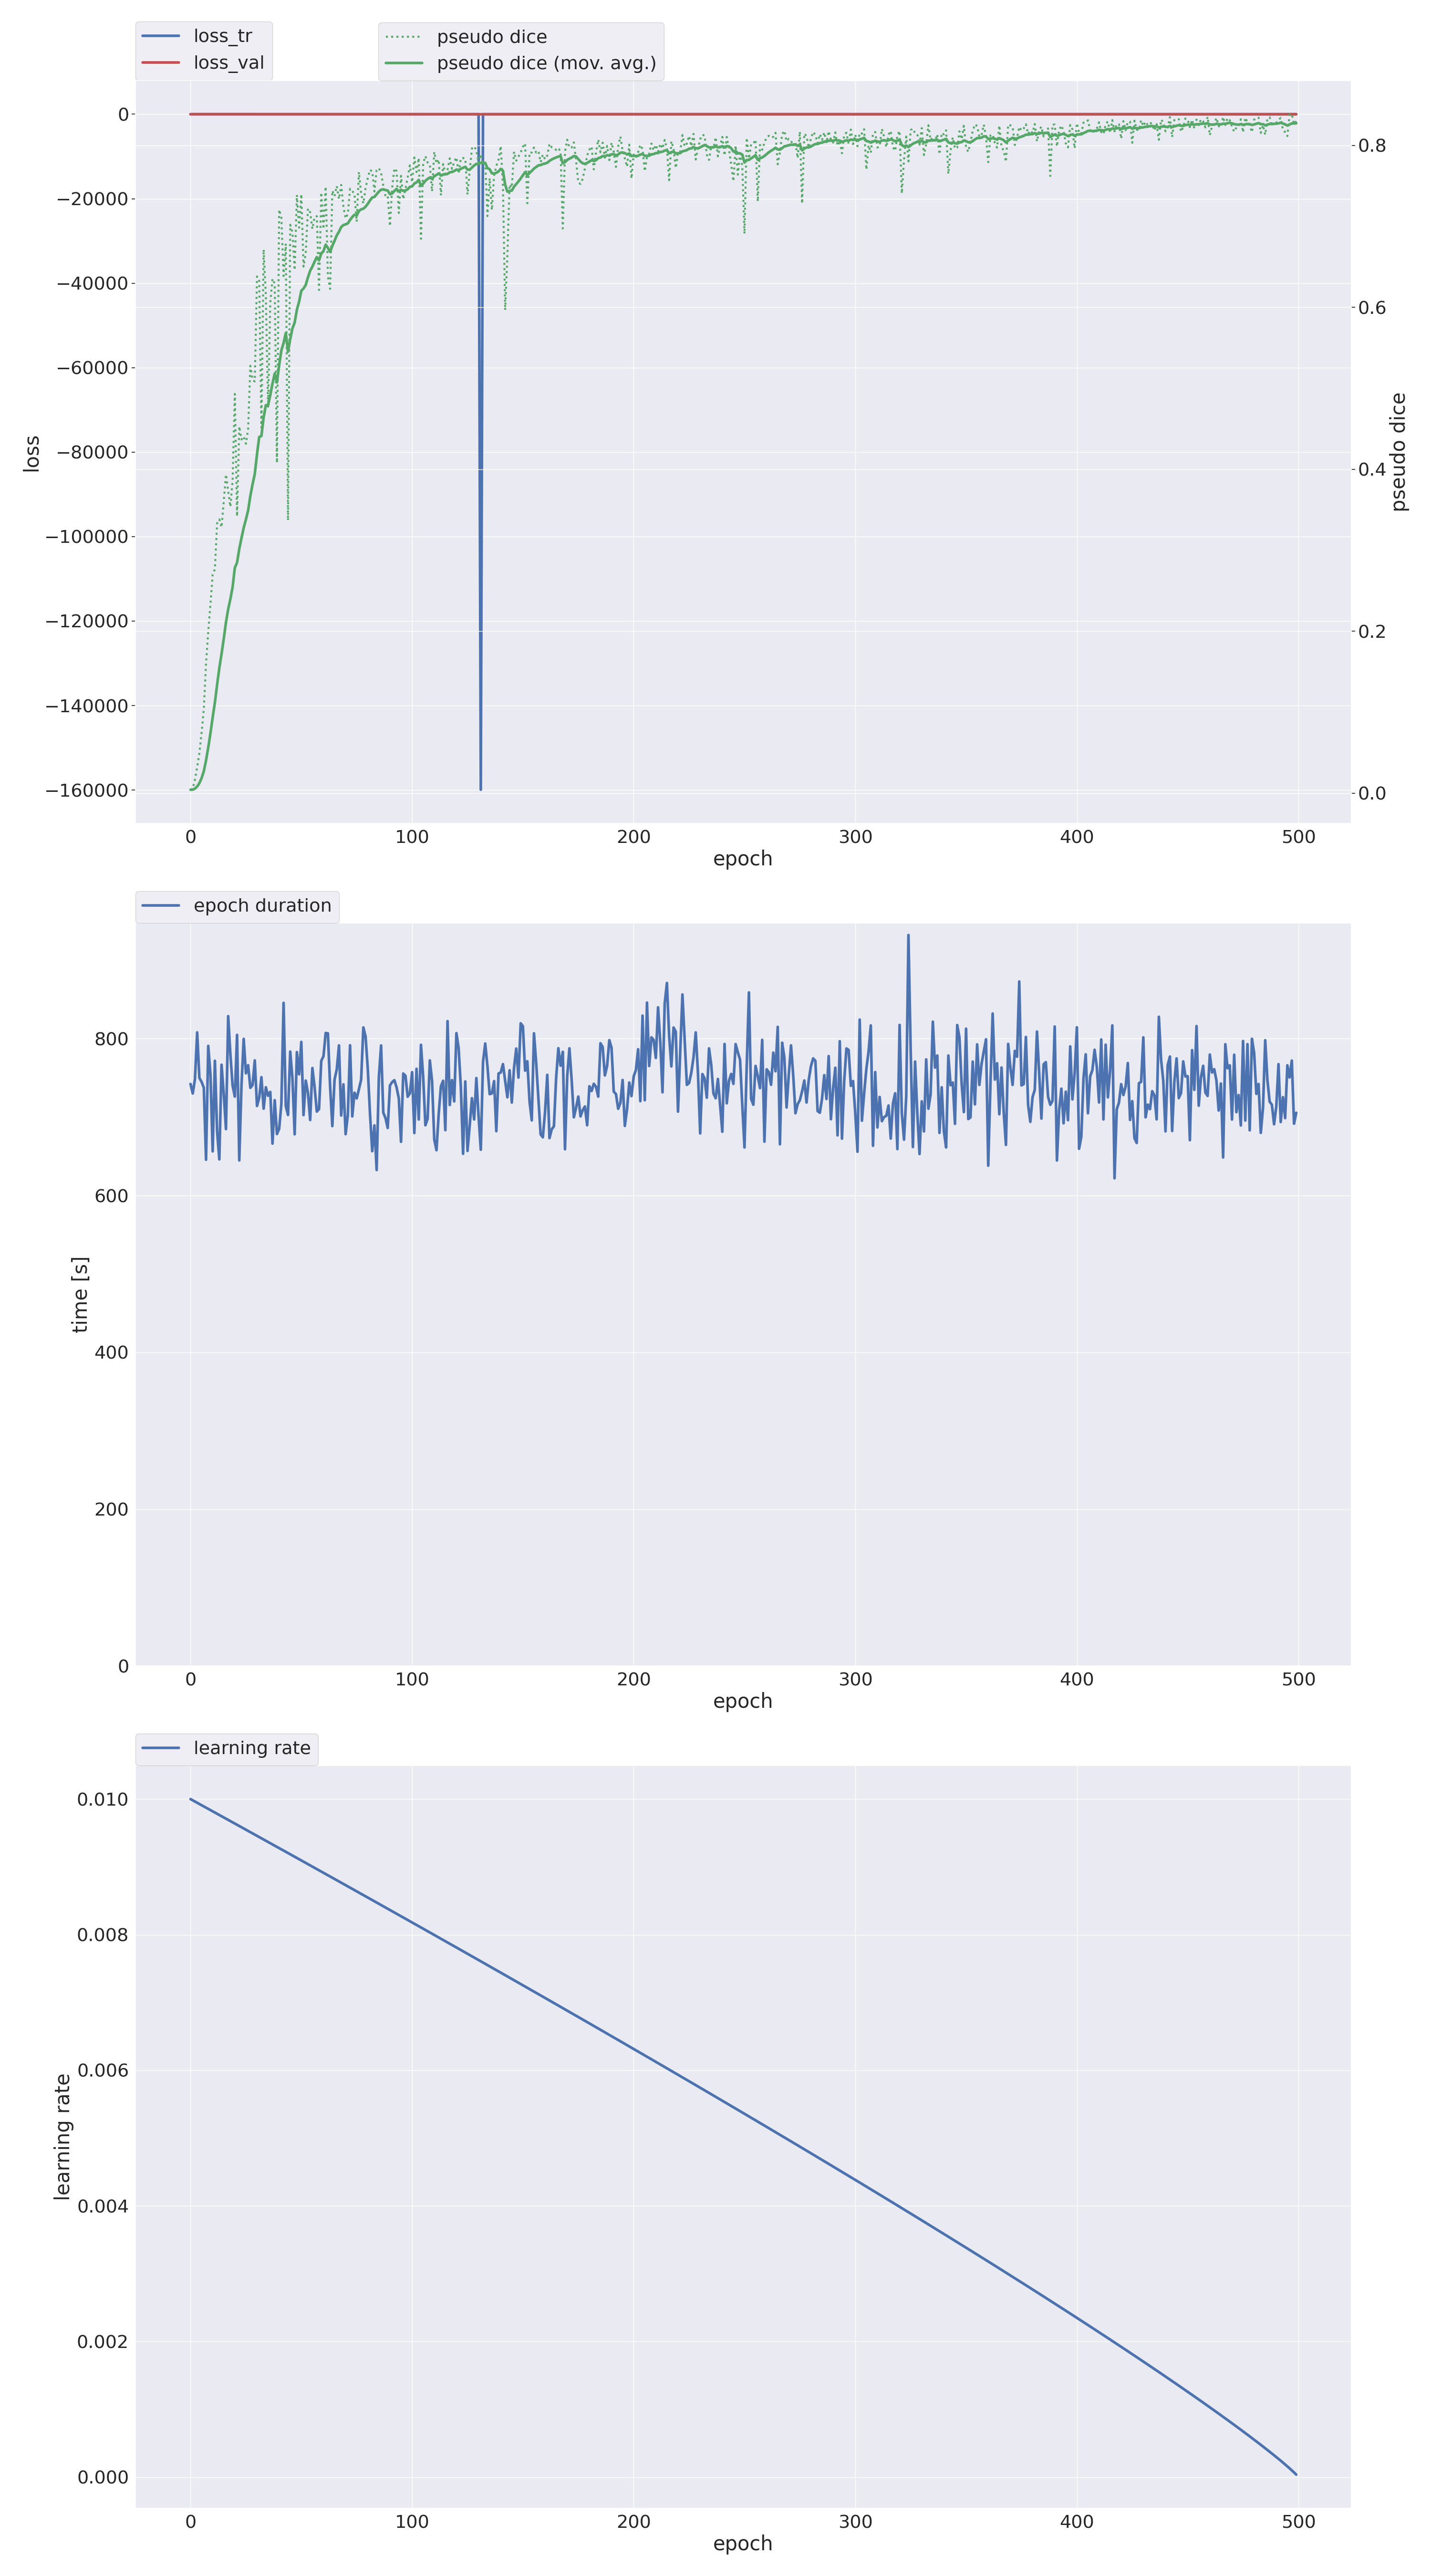 loss_tr
loss_val
pseudo dice
pseudo dice (mov. avg.)
0
−20000
−40000
−60000
−80000
−100000
−120000
−140000
−160000
loss
0.8
0.6
0.4
0.2
0.0
pseudo dice
0 100 200 300 400 500
epoch
epoch duration
800
600
400
200
0
time [s]
0 100 200 300 400 500
epoch
learning rate
0.010
0.008
0.006
0.004
0.002
0.000
learning rate
0 100 200 300 400 500
epoch